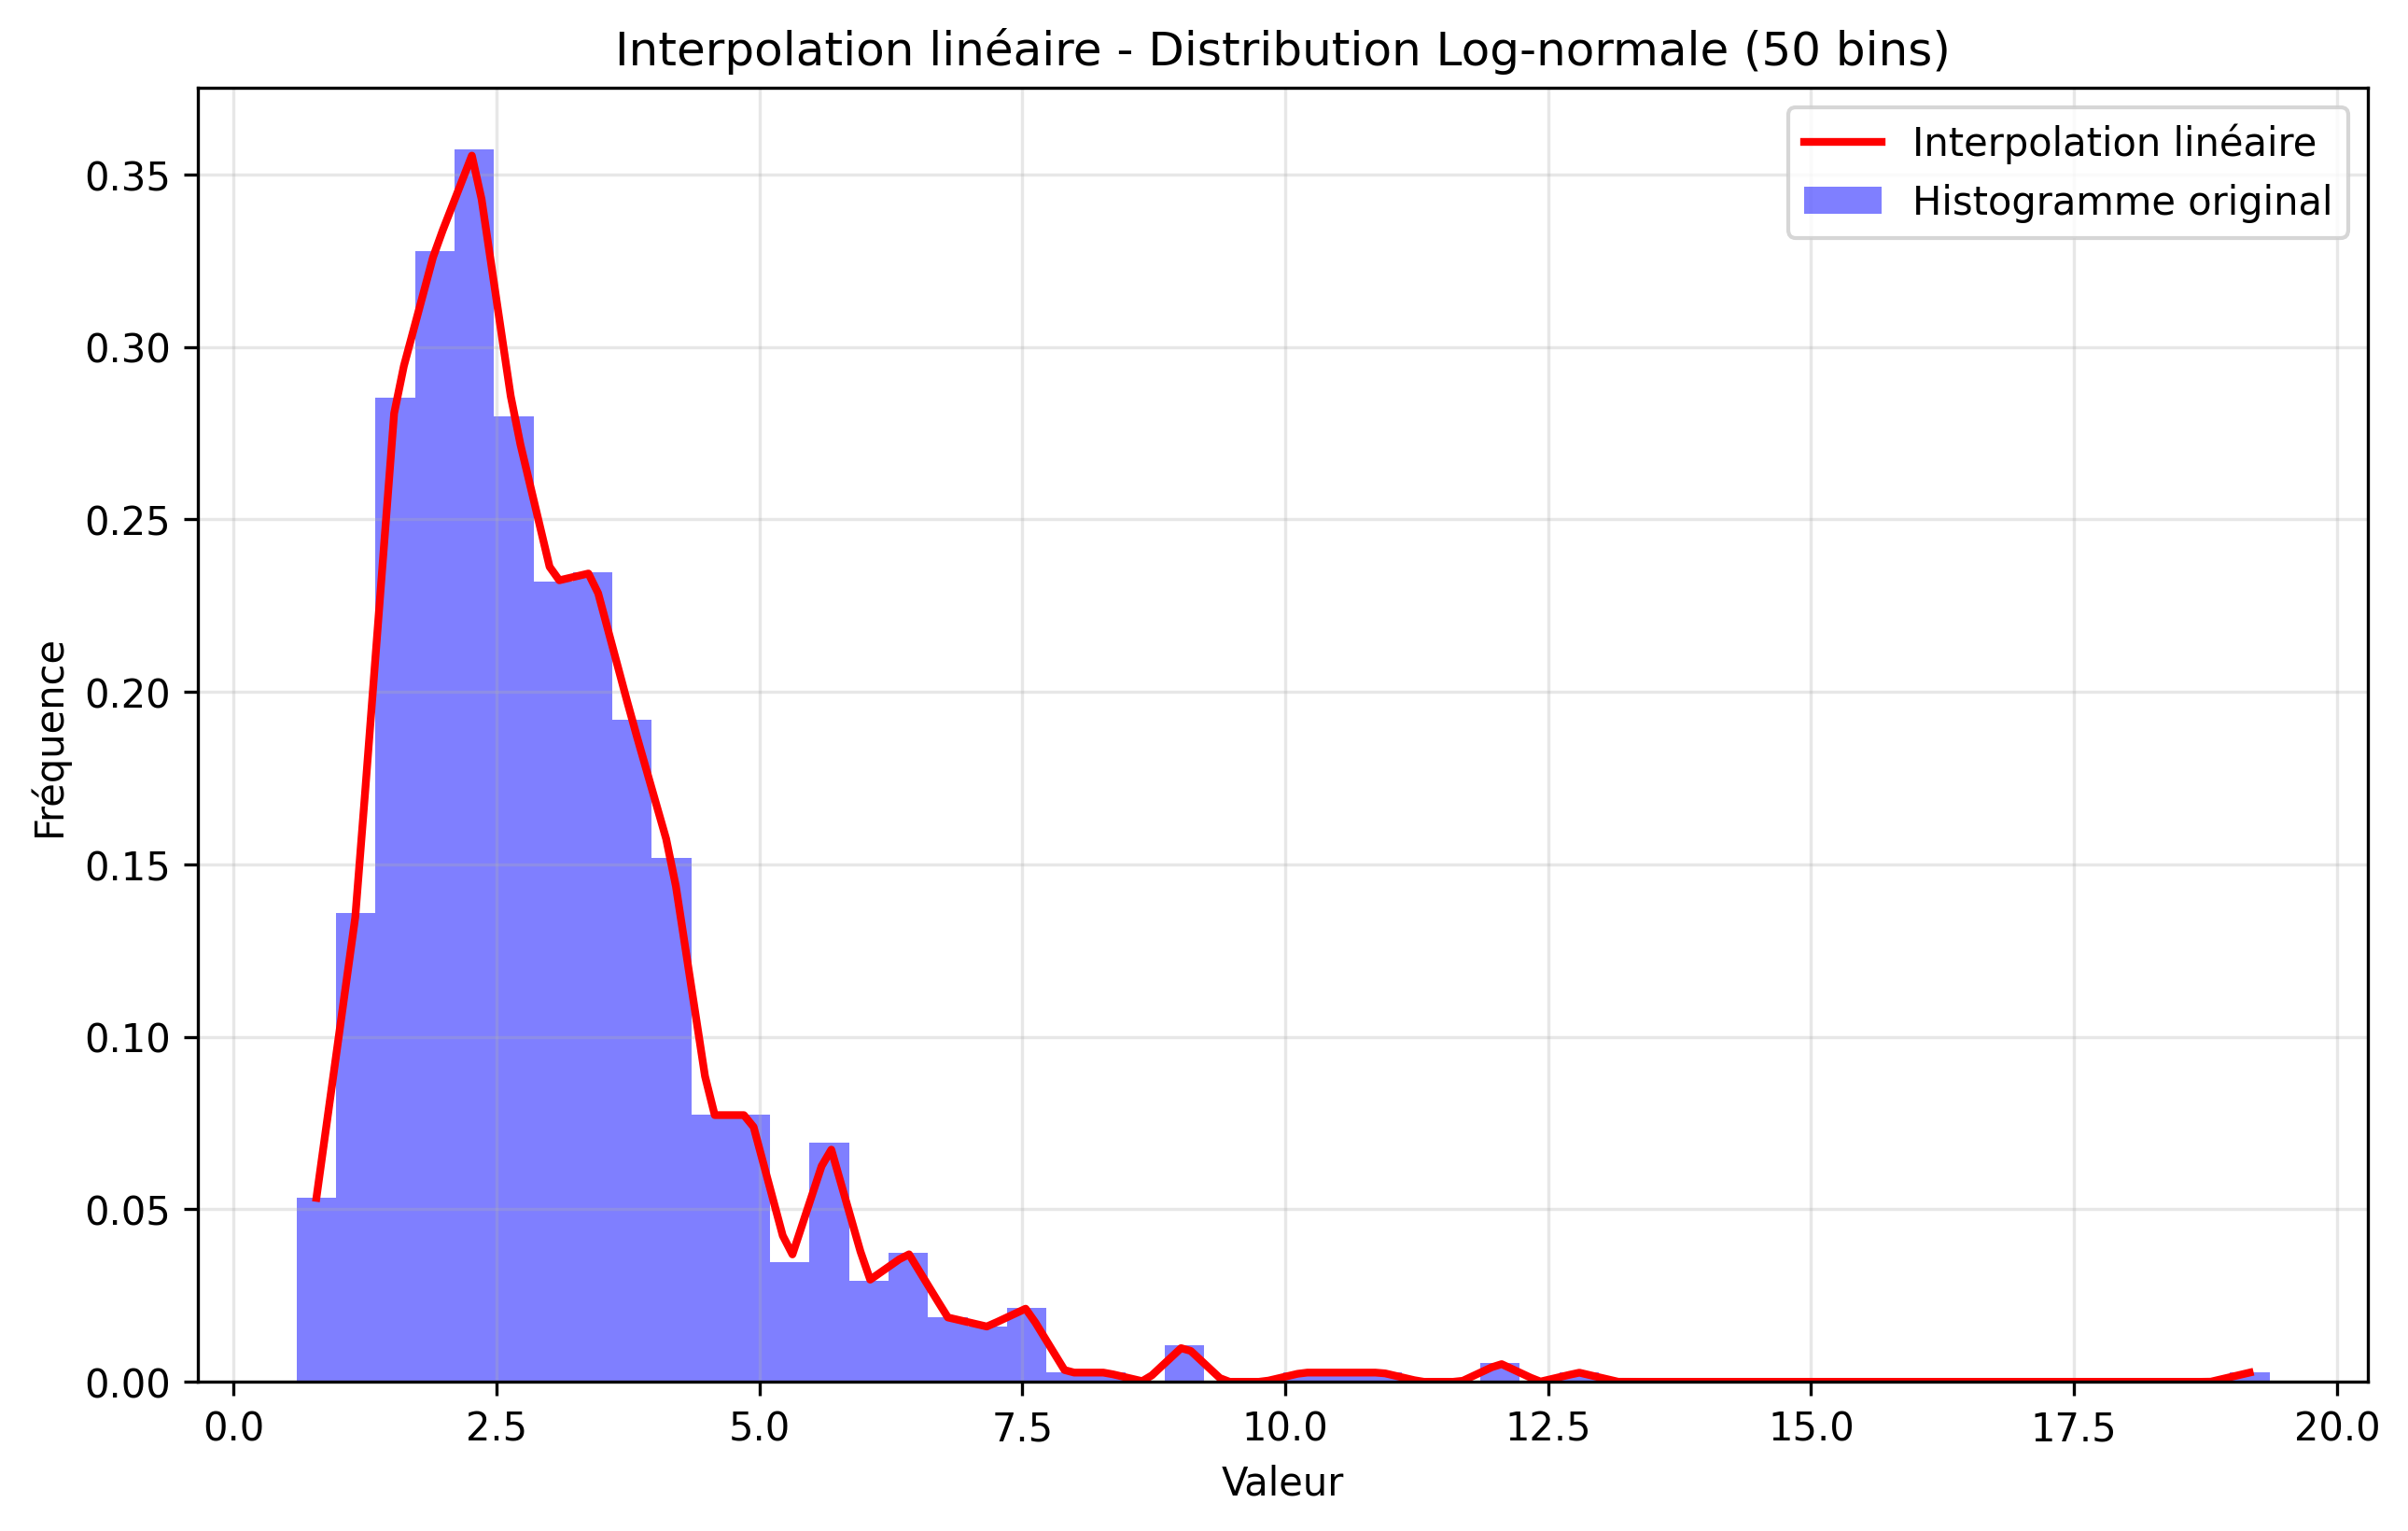 Interpolation linéaire - Distribution Log-normale (50 bins)
Interpolation linéaire
Histogramme original
Fréquence
0.35
0.30
0.25
0.20
0.15
0.10
0.05
0.00
0.0 2.5 5.0 7.5 10.0 12.5 15.0 17.5 20.0
Valeur